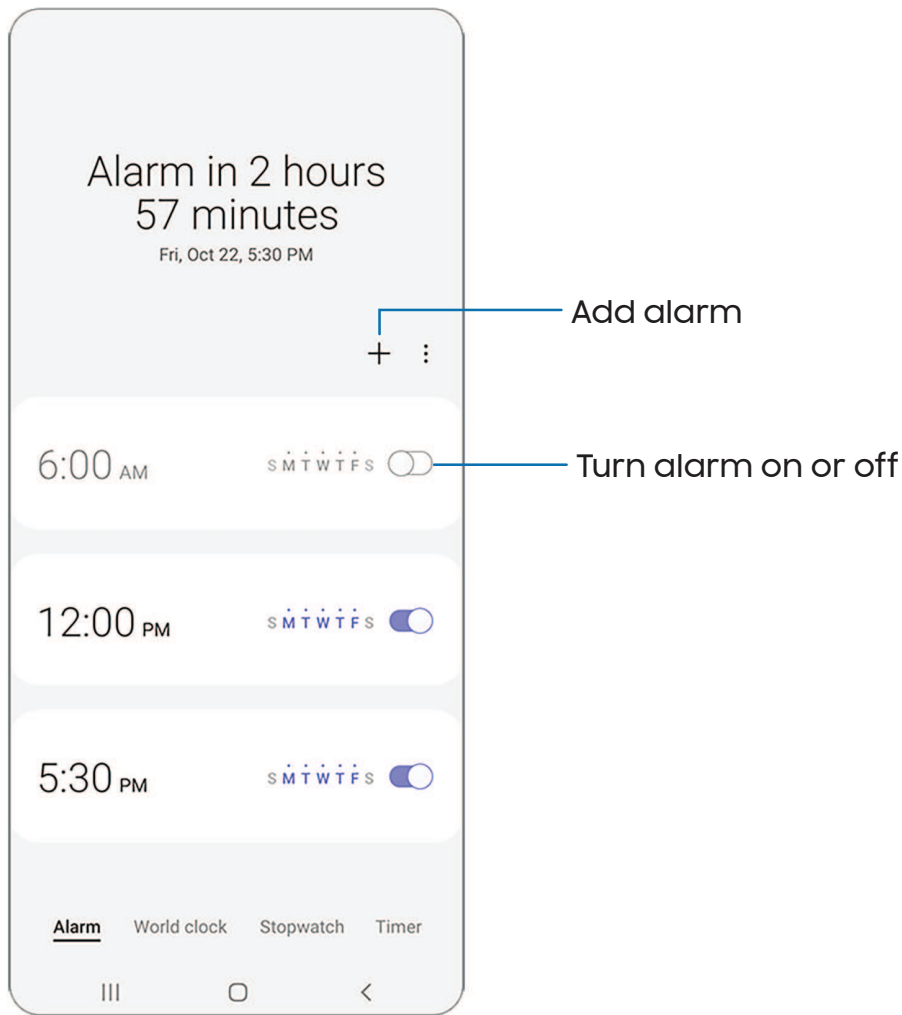 Alarm in 2 hours
57 minutes
Fri, Oct 22, 5:30 PM
Add alarm
6:00 AM S M T W T F S
Turn alarm on or off
12:00 PM S M T W T F S
5:30 PM S M T W T F S
Alarm World clock Stopwatch Timer